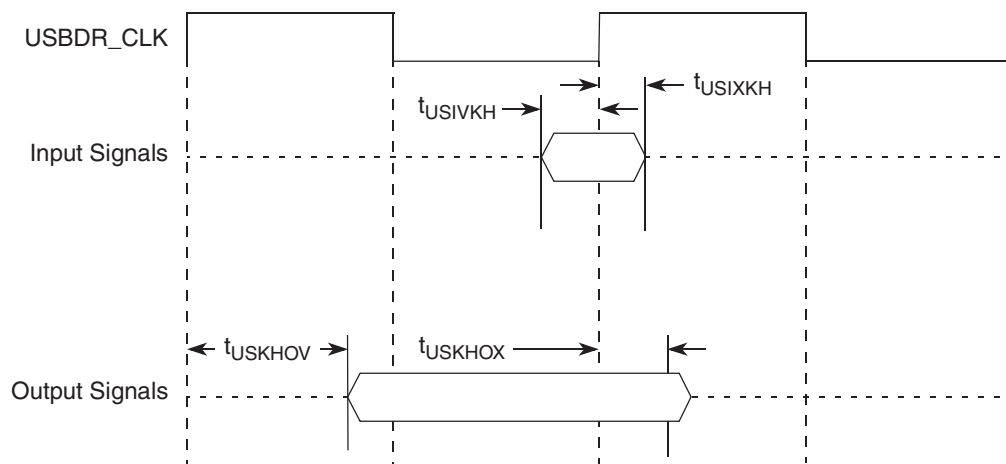 USBDR_CLK
tUSIXKH
tUSIVKH
Input Signals
tUSKHOV
tUSKHOX
Output Signals